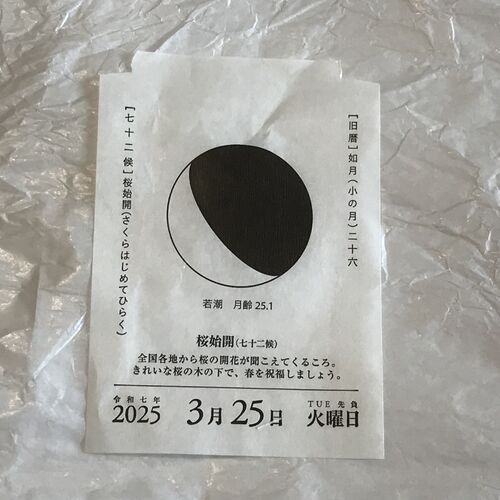 [旧暦]如月(小の月)二十六
[七十二候]桜始開(さくらはじめてひらく)
若潮 月齢25.1
桜始開(七十二候)
全国各地から桜の開花が聞こえてくるころ。
きれいな桜の木の下で、春を祝福しましょう。
令和七年
2025
3月25日
TUE 先負
火曜日